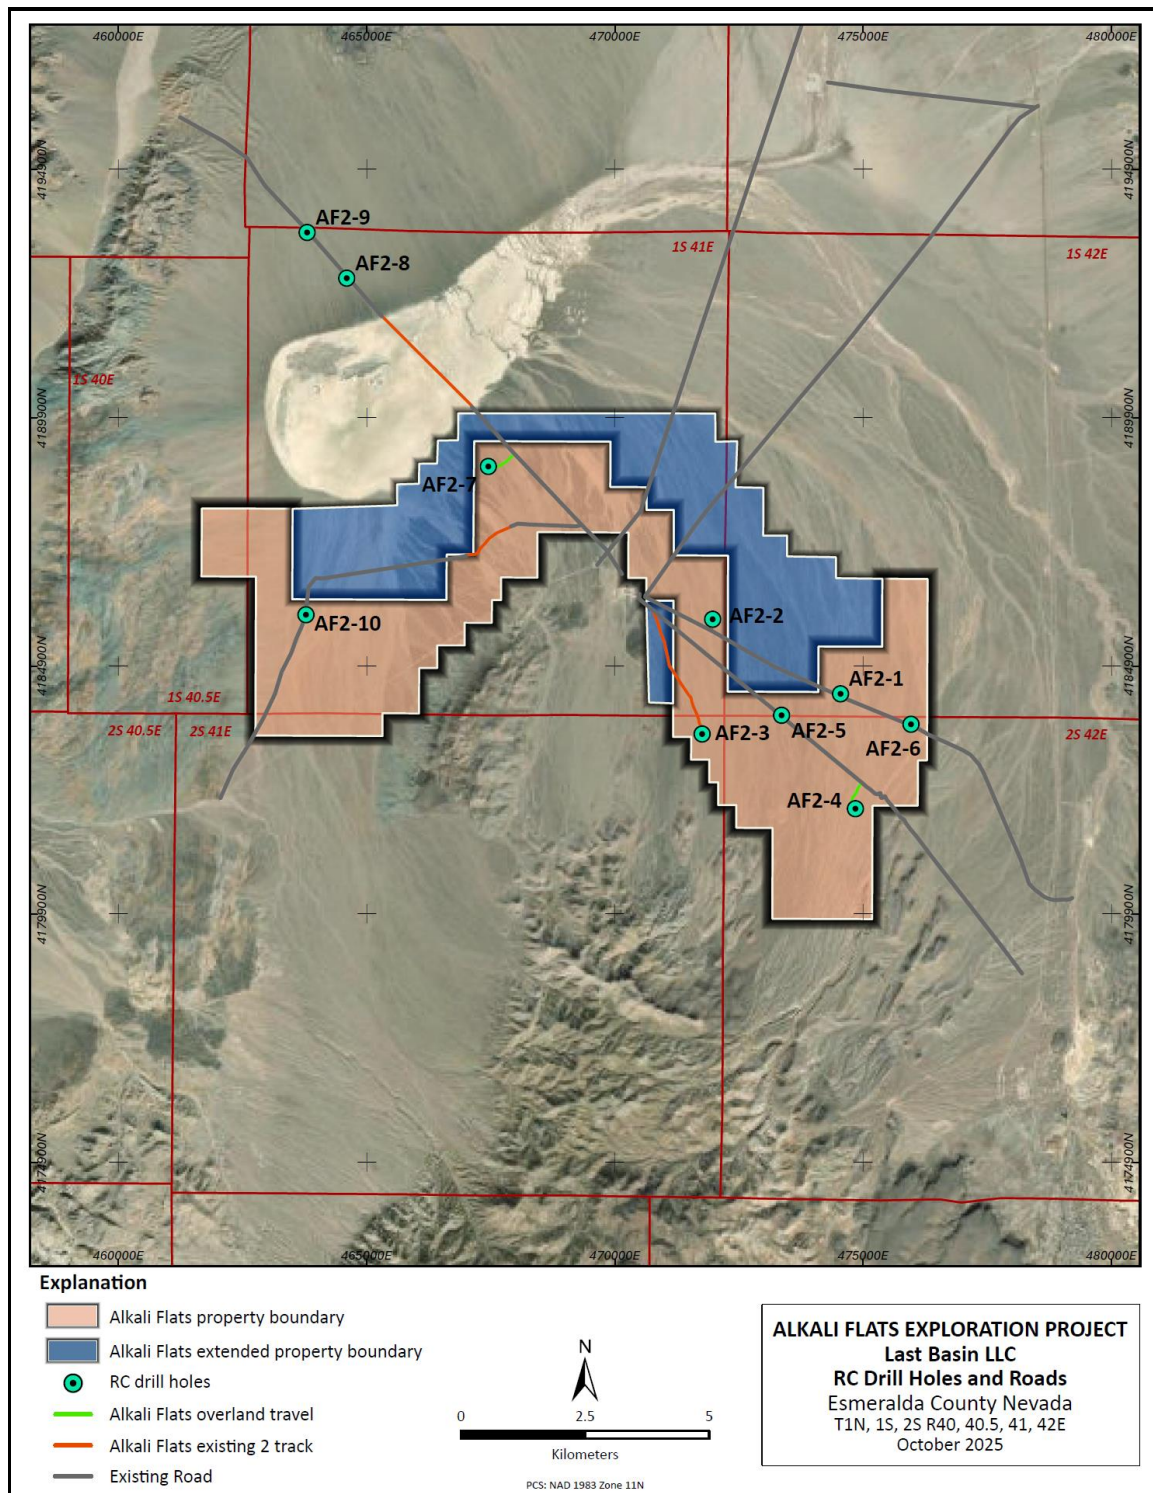 460000E 465000E 470000E 475000E 480000E
4194900N 4194900N
AF2-9
1S 41E
1S 42E
AF2-8
1S 40E
4189900N 4189900N
AF2-7
AF2-10
AF2-2
4184900N 4184900N
AF2-1
1S 40.5E
2S 40.5E 2S 41E
AF2-3
AF2-5
AF2-6
2S 42E
AF2-4
4179900N 4179900N
4174900N 4174900N
460000E 465000E 470000E 475000E 480000E
Explanation
Alkali Flats property boundary
Alkali Flats extended property boundary
RC drill holes
Alkali Flats overland travel
Alkali Flats existing 2 track
Existing Road
N
0 2.5 5
Kilometers
PCS: NAD 1983 Zone 11N
ALKALI FLATS EXPLORATION PROJECT
Last Basin LLC
RC Drill Holes and Roads
Esmeralda County Nevada
T1N, 1S, 2S R40, 40.5, 41, 42E
October 2025